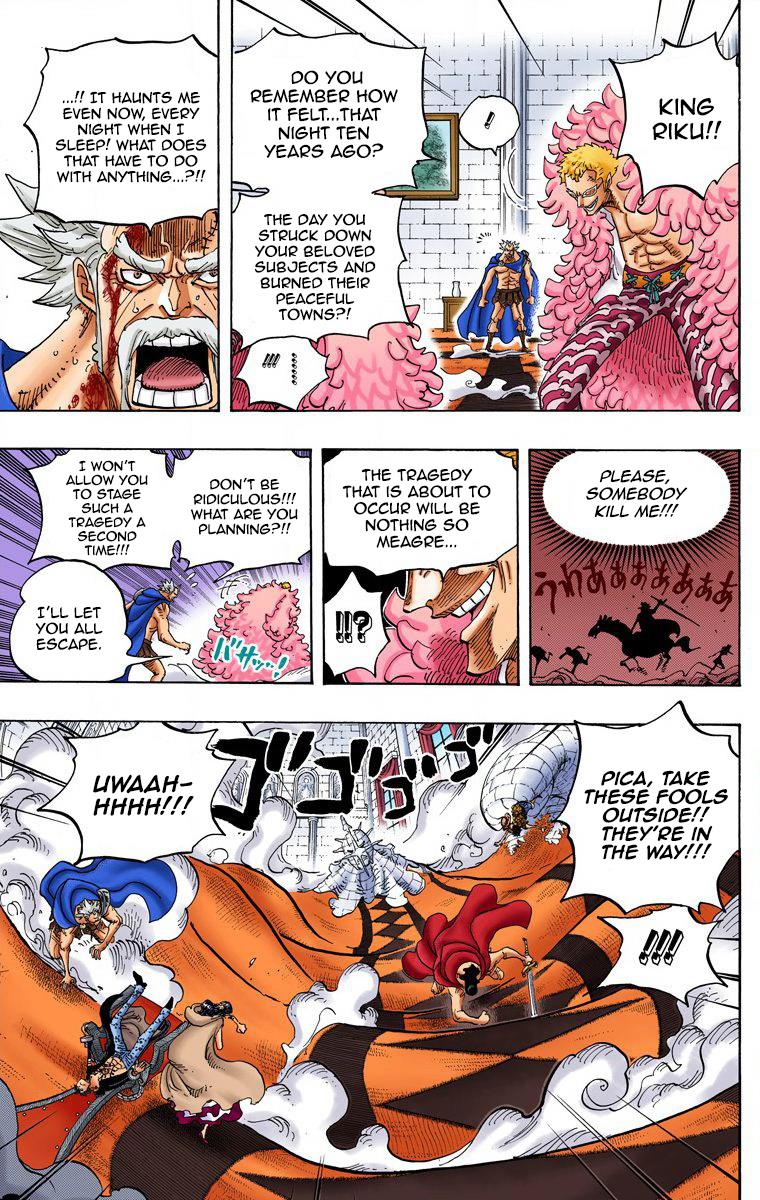 KING
RIKU!!
DO YOU
REMEMBER HOW
IT FELT...THAT
NIGHT TEN
YEARS AGO?
!
THE DAY YOU
STRUCK DOWN
YOUR BELOVED
SUBJECTS AND
BURNED THEIR
PEACEFUL
TOWNS?!
!!! ........
...!! IT HAUNTS ME
EVEN NOW, EVERY
NIGHT WHEN I
SLEEP! WHAT DOES
THAT HAVE TO DO
WITH ANYTHING...?!!
PLEASE,
SOMEBODY
KILL ME!!!
うわああああああ
THE TRAGEDY
THAT IS ABOUT TO
OCCUR WILL BE
NOTHING SO
MEAGRE...
!!?
DON'T BE
RIDICULOUS!!!
WHAT ARE YOU
PLANNING?!!
I WON'T
ALLOW YOU
TO STAGE
SUCH A
TRAGEDY A
SECOND
TIME!!!
バサッ…!
I'LL LET
YOU ALL
ESCAPE.
PICA, TAKE
THESE FOOLS
OUTSIDE!!
THEY'RE IN
THE WAY!!!
!!!
ゴゴゴゴゴ
UWAAH-
HHHH!!!